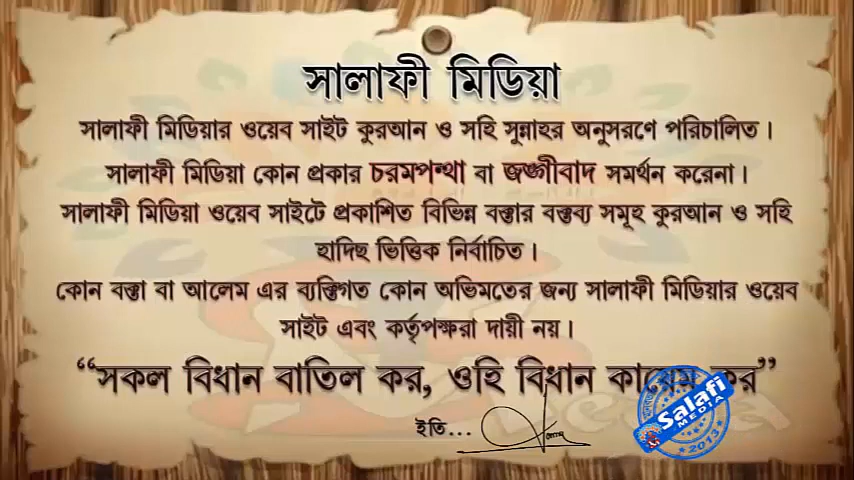 সালাফী মিডিয়া
সালাফী মিডিয়ার ওয়েব সাইট কুরআন ও সহি সুন্নাহর অনুসরণে পরিচালিত।
সালাফী মিডিয়া কোন প্রকার চরমপন্থা বা জঙ্গীবাদ সমর্থন করেনা।
সালাফী মিডিয়া ওয়েব সাইটে প্রকাশিত বিভিন্ন বক্তার বক্তব্য সমূহ কুরআন ও সহি
হাদিছ ভিত্তিক নির্বাচিত।
কোন বক্তা বা আলেম এর ব্যক্তিগত কোন অভিমতের জন্য সালাফী মিডিয়ার ওয়েব
সাইট এবং কর্তৃপক্ষরা দায়ী নয়।
“সকল বিধান বাতিল কর, ওহি বিধান কায়েম কর”
ইতি...
Salafi
MEDIA
2013